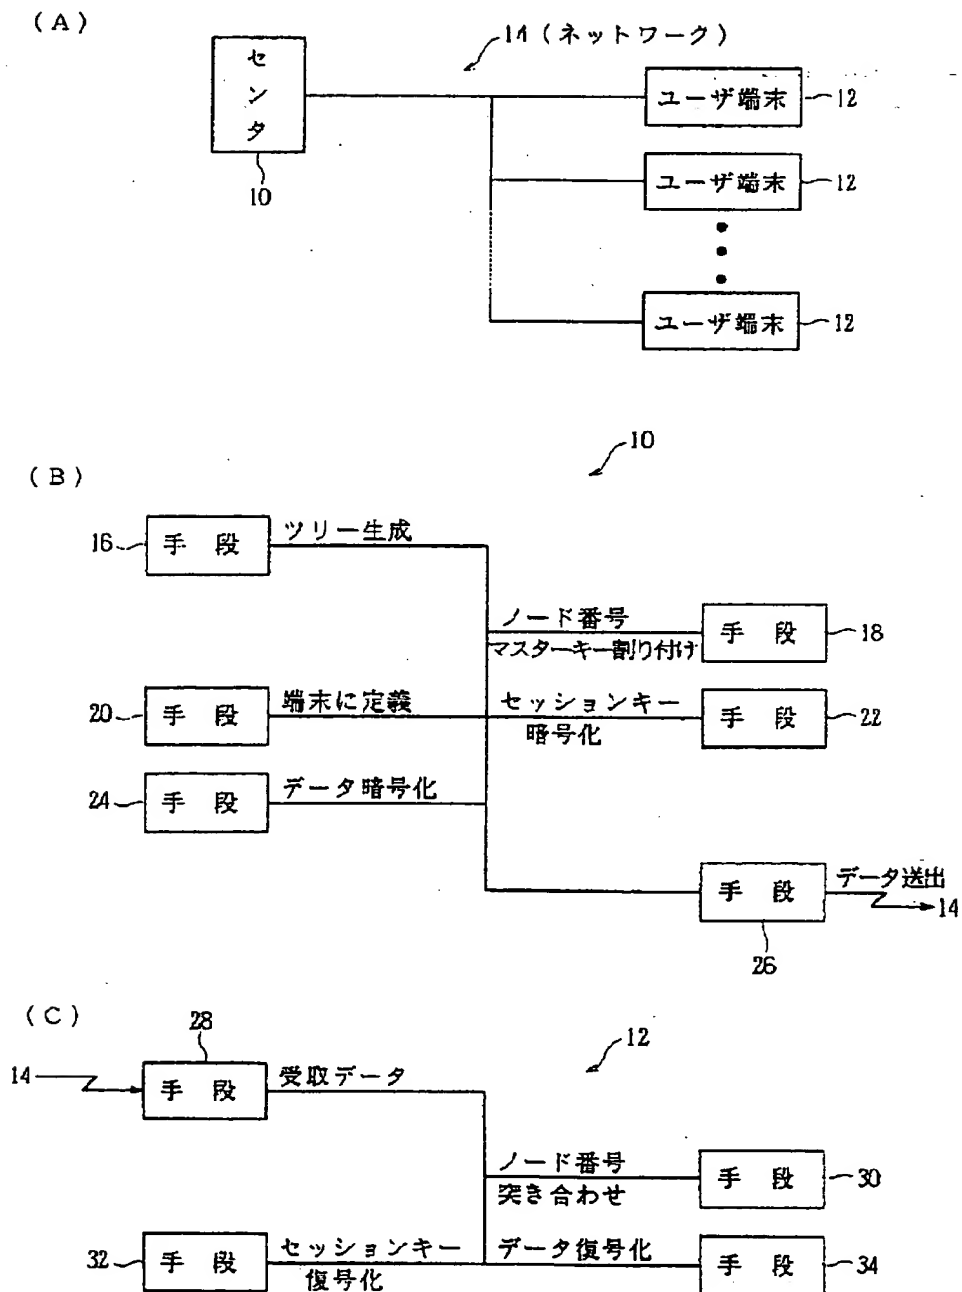 (A)
14(ネットワーク)
センタ
10
ユーザ端末 12
ユーザ端末 12
ユーザ端末 12
10
(B)
16 手段 ツリー生成
ノード番号
マスターキー割り付け
手段 18
20 手段 端末に定義
セッションキー
暗号化
手段 22
24 手段 データ暗号化
手段 データ送出
14
26
(C)
28
12
14 手段 受取データ
ノード番号
突き合わせ
手段 30
32 手段 セッションキー
復号化
データ復号化 手段 34